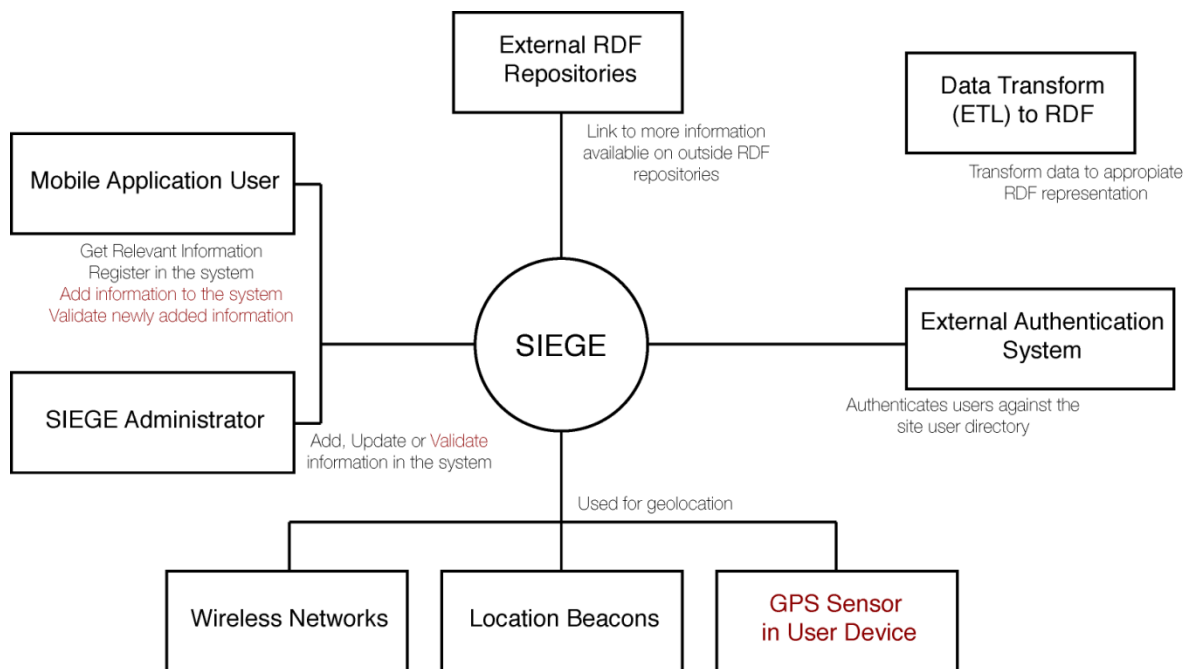 External RDF
Repositories
Link to more information
availablie on outside RDF
repositories
Data Transform
(ETL) to RDF
Transform data to appropiate
RDF representation
Mobile Application User
Get Relevant Information
Register in the system
Add information to the system
Validate newly added information
SIEGE
External Authentication
System
Authenticates users against the
site user directory
SIEGE Administrator
Add, Update or Validate
information in the system
Used for geolocation
Wireless Networks
Location Beacons
GPS Sensor
in User Device